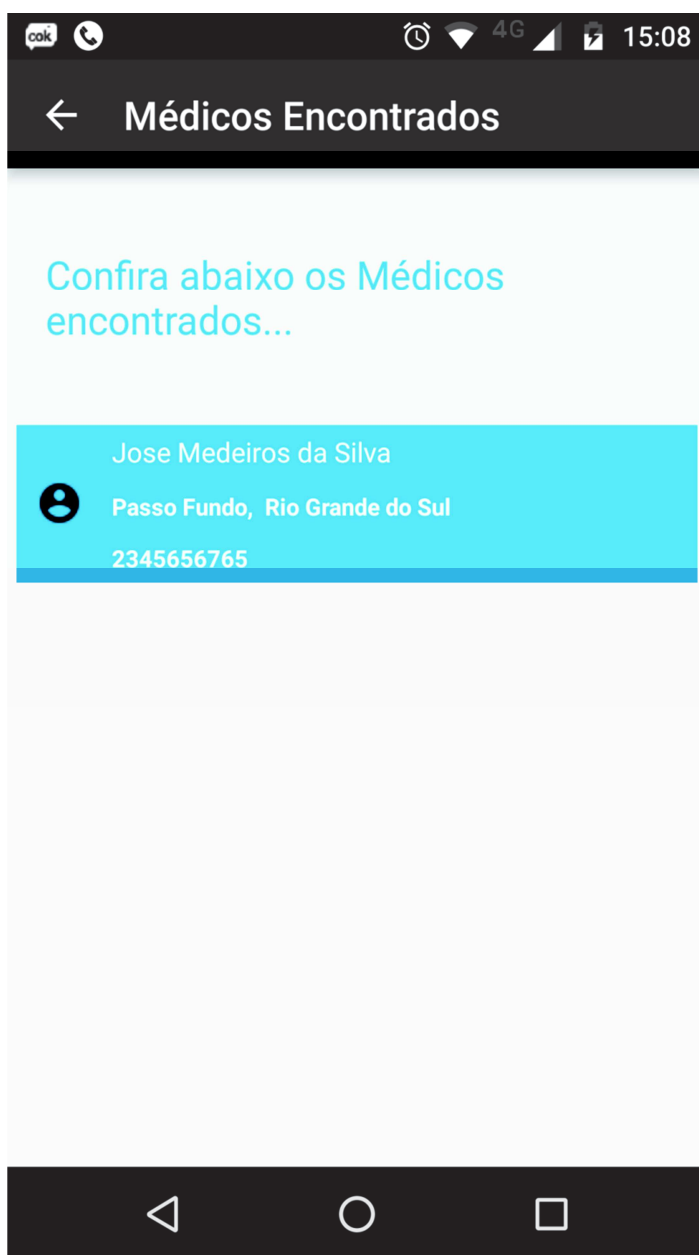 cok 4G 15:08
Médicos Encontrados
Confira abaixo os Médicos
encontrados...
Jose Medeiros da Silva
Passo Fundo,  Rio Grande do Sul
2345656765